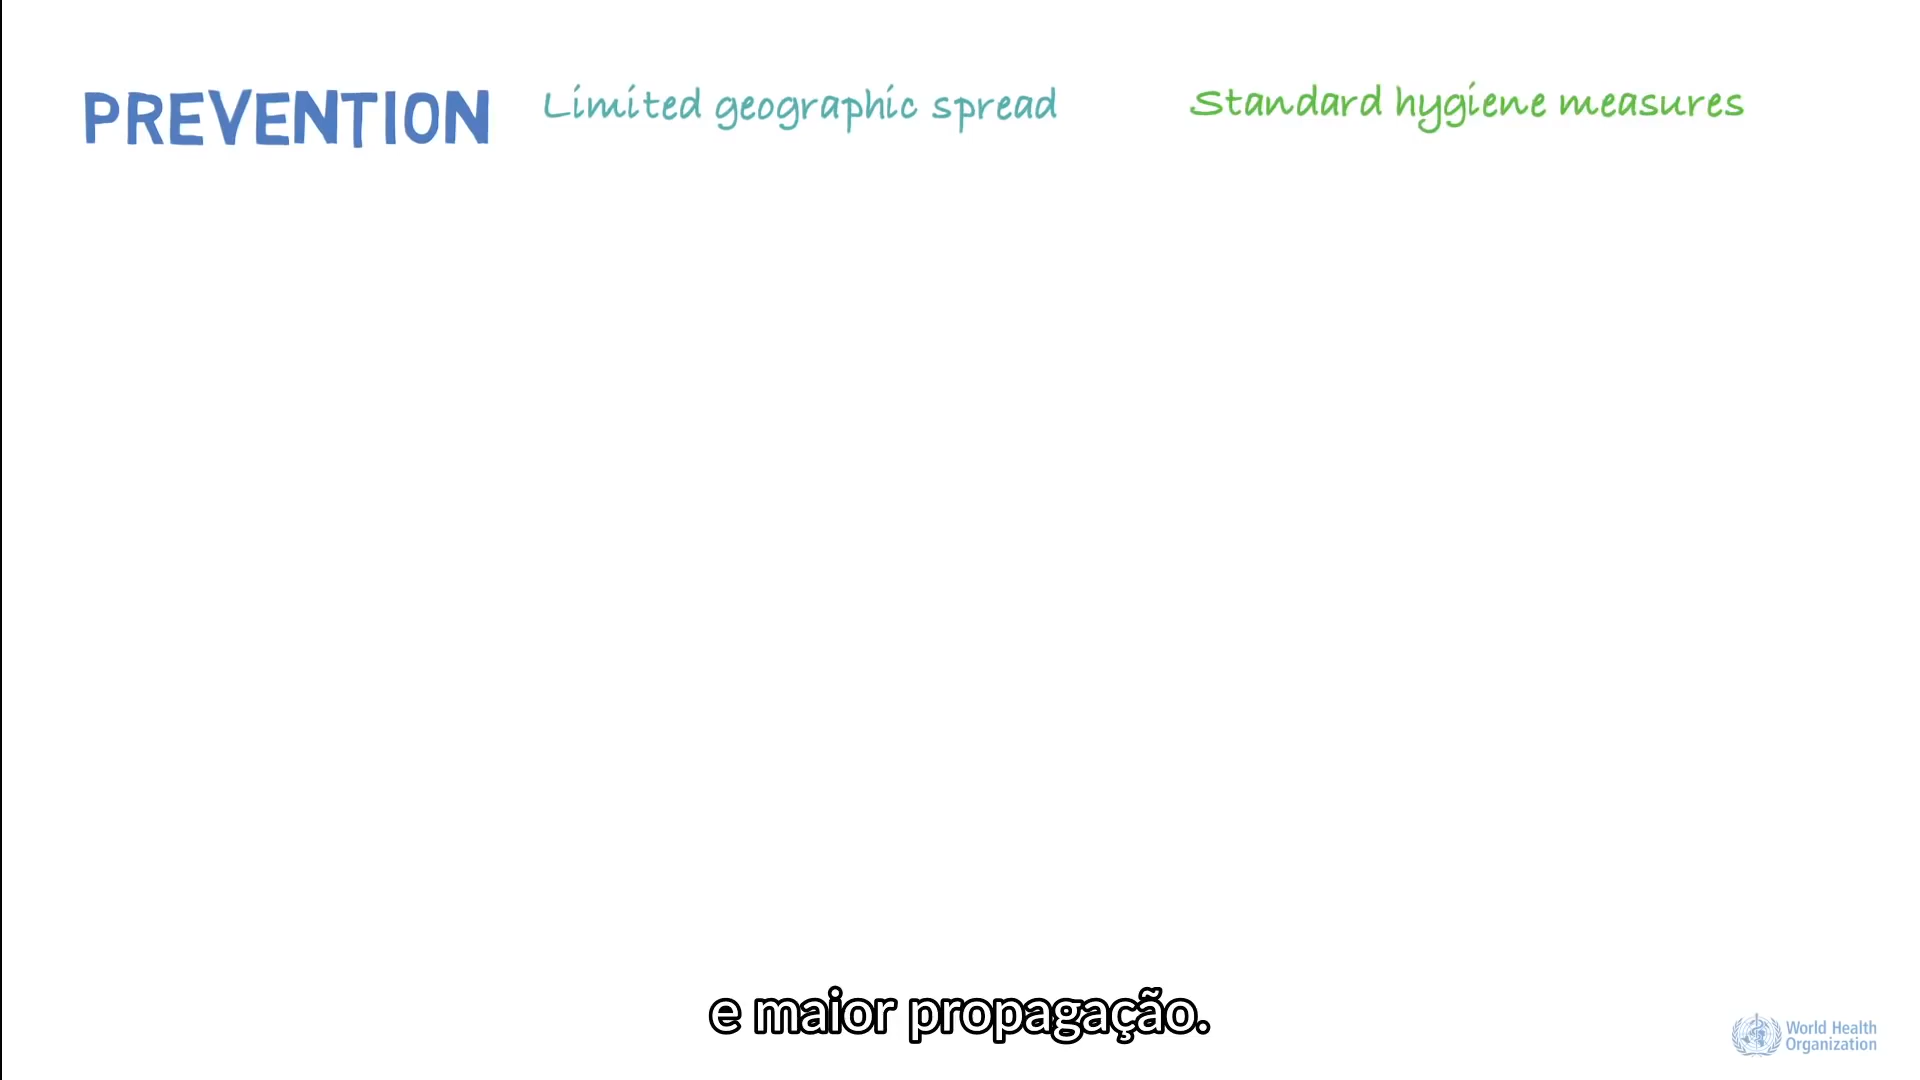 PREVENTION
Limited geographic spread
Standard hygiene measures
e maior propagação.
World Health
Organization